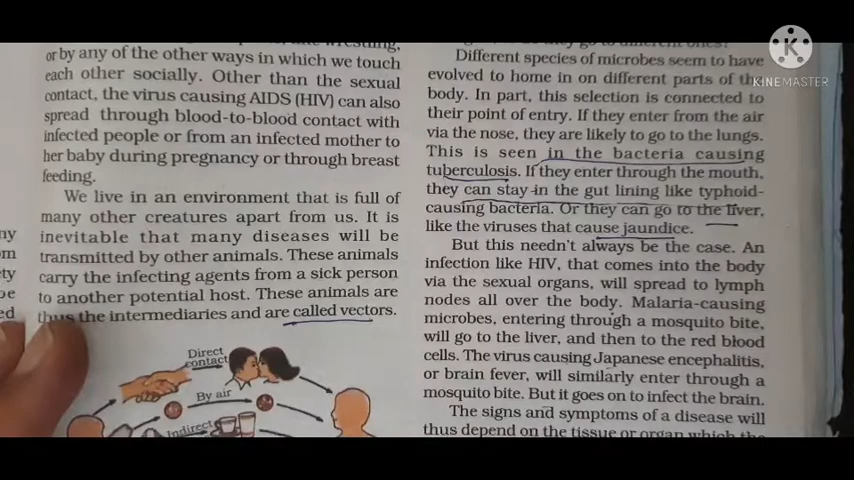 or by any of the other ways in which we touch
each other socially. Other than the sexual
contact, the virus causing AIDS (HIV) can also
spread through blood-to-blood contact with
infected people or from an infected mother to
her baby during pregnancy or through breast
feeding.
We live in an environment that is full of
many other creatures apart from us. It is
inevitable that many diseases will be
transmitted by other animals. These animals
carry the infecting agents from a sick person
to another potential host. These animals are
thus the intermediaries and are called vectors.
Direct
contact
By air
Indirect
Different species of microbes seem to have
evolved to home in on different parts of the
body. In part, this selection is connected to
their point of entry. If they enter from the air
via the nose, they are likely to go to the lungs.
This is seen in the bacteria causing
tuberculosis. If they enter through the mouth,
they can stay in the gut lining like typhoid-
causing bacteria. Or they can go to the liver,
like the viruses that cause jaundice.
But this needn't always be the case. An
infection like HIV, that comes into the body
via the sexual organs, will spread to lymph
nodes all over the body. Malaria-causing
microbes, entering through a mosquito bite,
will go to the liver, and then to the red blood
cells. The virus causing Japanese encephalitis,
or brain fever, will similarly enter through a
mosquito bite. But it goes on to infect the brain.
The signs and symptoms of a disease will
thus depend on the tissue or organ which the
K
KINEMASTER